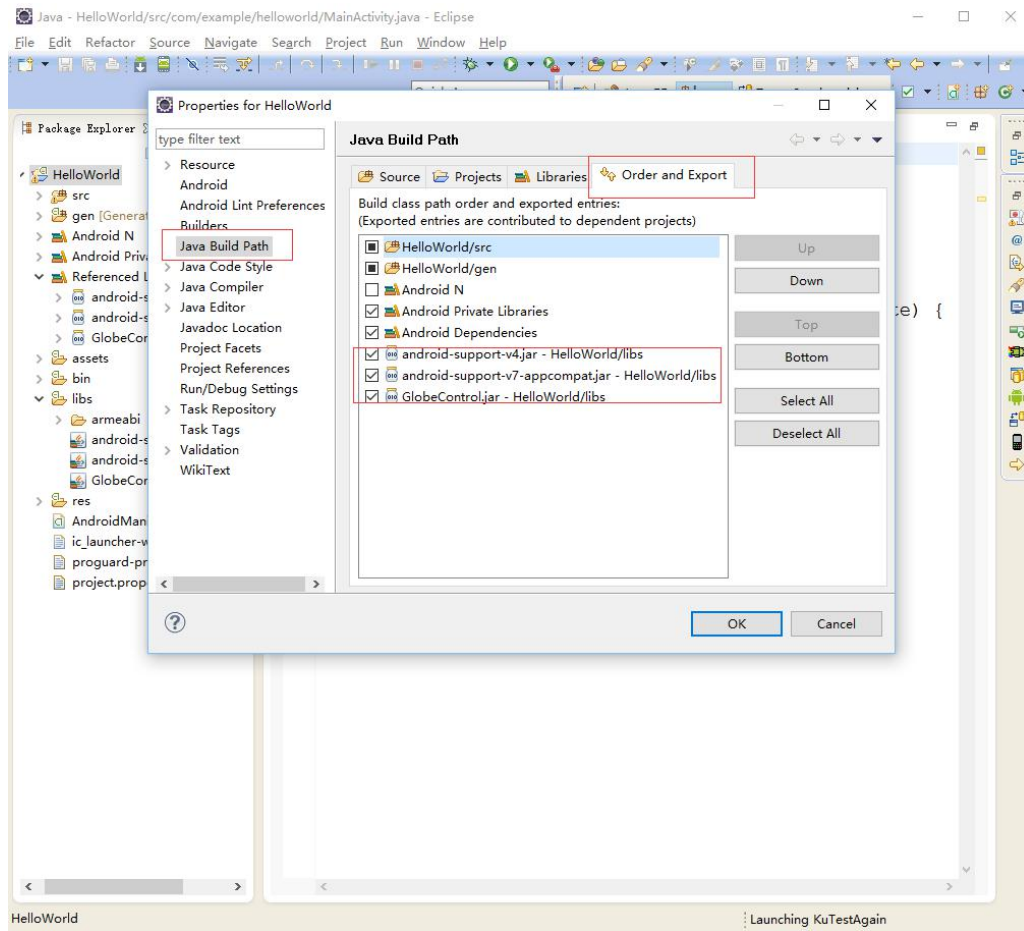 Java - HelloWorld/src/com/example/helloworld/MainActivity.java - Eclipse
File Edit Refactor Source Navigate Search Project Run Window Help
Package Explorer
HelloWorld
src
gen [Generat
Android N
Android Priva
Referenced L
android-s
android-s
GlobeCor
assets
bin
libs
armeabi
android-s
android-s
GlobeCor
res
AndroidMan
ic_launcher-w
proguard-pr
project.prop
Properties for HelloWorld
type filter text
Resource
Android
Android Lint Preferences
Builders
Java Build Path
Java Code Style
Java Compiler
Java Editor
Javadoc Location
Project Facets
Project References
Run/Debug Settings
Task Repository
Task Tags
Validation
WikiText
Java Build Path
Source Projects Libraries Order and Export
Build class path order and exported entries:
(Exported entries are contributed to dependent projects)
HelloWorld/src
HelloWorld/gen
Android N
Android Private Libraries
Android Dependencies
android-support-v4.jar - HelloWorld/libs
android-support-v7-appcompat.jar - HelloWorld/libs
GlobeControl.jar - HelloWorld/libs
Up
Down
Top
Bottom
Select All
Deselect All
OK Cancel
te) {
HelloWorld
Launching KuTestAgain